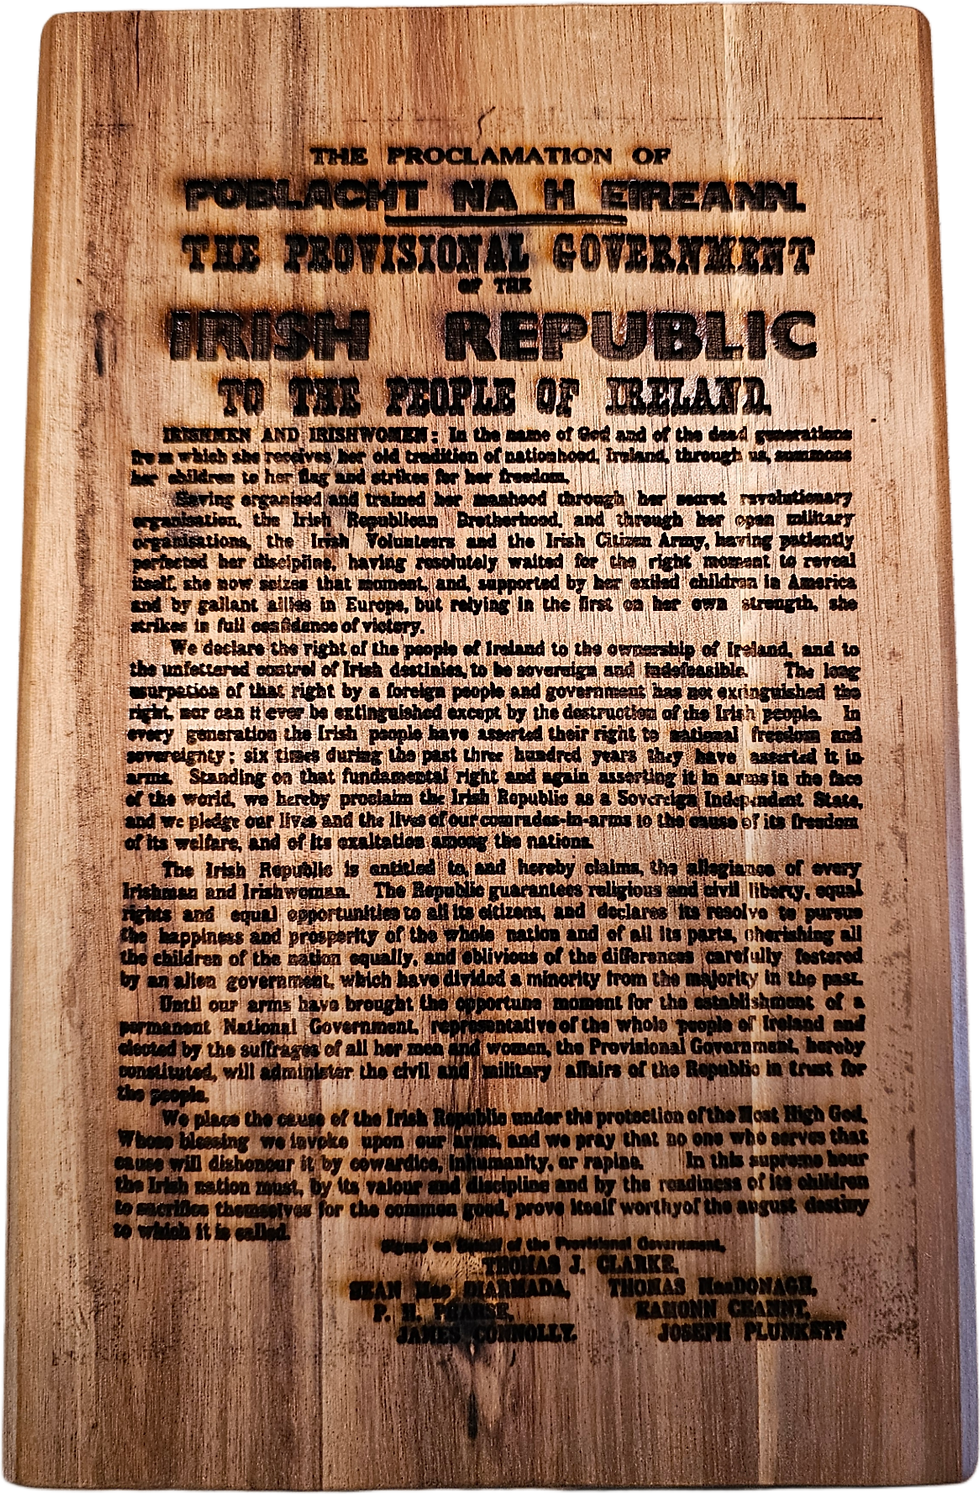 THE PROCLAMATION OF
POBLACHT NA H EIREANN.
THE PROVISIONAL GOVERNMENT
OF THE
IRISH REPUBLIC
TO THE PEOPLE OF IRELAND.
IRISHMEN AND IRISHWOMEN: In the name of God and of the dead generations
from which she receives her old tradition of nationhood, Ireland, through us, summons
her children to her flag and strikes for her freedom.
Having organised and trained her manhood through her secret revolutionary
organisation, the Irish Republican Brotherhood, and through her open military
organisations, the Irish Volunteers and the Irish Citizen Army, having patiently
perfected her discipline, having resolutely waited for the right moment to reveal
itself, she now seizes that moment, and, supported by her exiled children in America
and by gallant allies in Europe, but relying in the first on her own strength, she
strikes in full confidence of victory.
We declare the right of the people of Ireland to the ownership of Ireland, and to
the unfettered control of Irish destinies, to be sovereign and indefeasible. The long
usurpation of that right by a foreign people and government has not extinguished the
right, nor can it ever be extinguished except by the destruction of the Irish people. In
every generation the Irish people have asserted their right to national freedom and
sovereignty; six times during the past three hundred years they have asserted it in
arms. Standing on that fundamental right and again asserting it in arms in the face
of the world, we hereby proclaim the Irish Republic as a Sovereign Independent State,
and we pledge our lives and the lives of our comrades-in-arms to the cause of its freedom
of its welfare, and of its exaltation among the nations.
The Irish Republic is entitled to, and hereby claims, the allegiance of every
Irishman and Irishwoman. The Republic guarantees religious and civil liberty, equal
rights and equal opportunities to all its citizens, and declares its resolve to pursue
the happiness and prosperity of the whole nation and of all its parts, cherishing all
the children of the nation equally, and oblivious of the differences carefully fostered
by an alien government, which have divided a minority from the majority in the past.
Until our arms have brought the opportune moment for the establishment of a
permanent National Government, representative of the whole people of Ireland and
elected by the suffrages of all her men and women, the Provisional Government, hereby
constituted, will administer the civil and military affairs of the Republic in trust for
the people.
We place the cause of the Irish Republic under the protection of the Most High God,
Whose blessing we invoke upon our arms, and we pray that no one who serves that
cause will dishonour it by cowardice, inhumanity, or rapine. In this supreme hour
the Irish nation must, by its valour and discipline and by the readiness of its children
to sacrifice themselves for the common good, prove itself worthy of the august destiny
to which it is called.
Signed on Behalf of the Provisional Government,
THOMAS J. CLARKE,
SEAN Mac DIARMADA, THOMAS MacDONAGH,
P. H. PEARSE, EAMONN CEANNT,
JAMES CONNOLLY. JOSEPH PLUNKETT